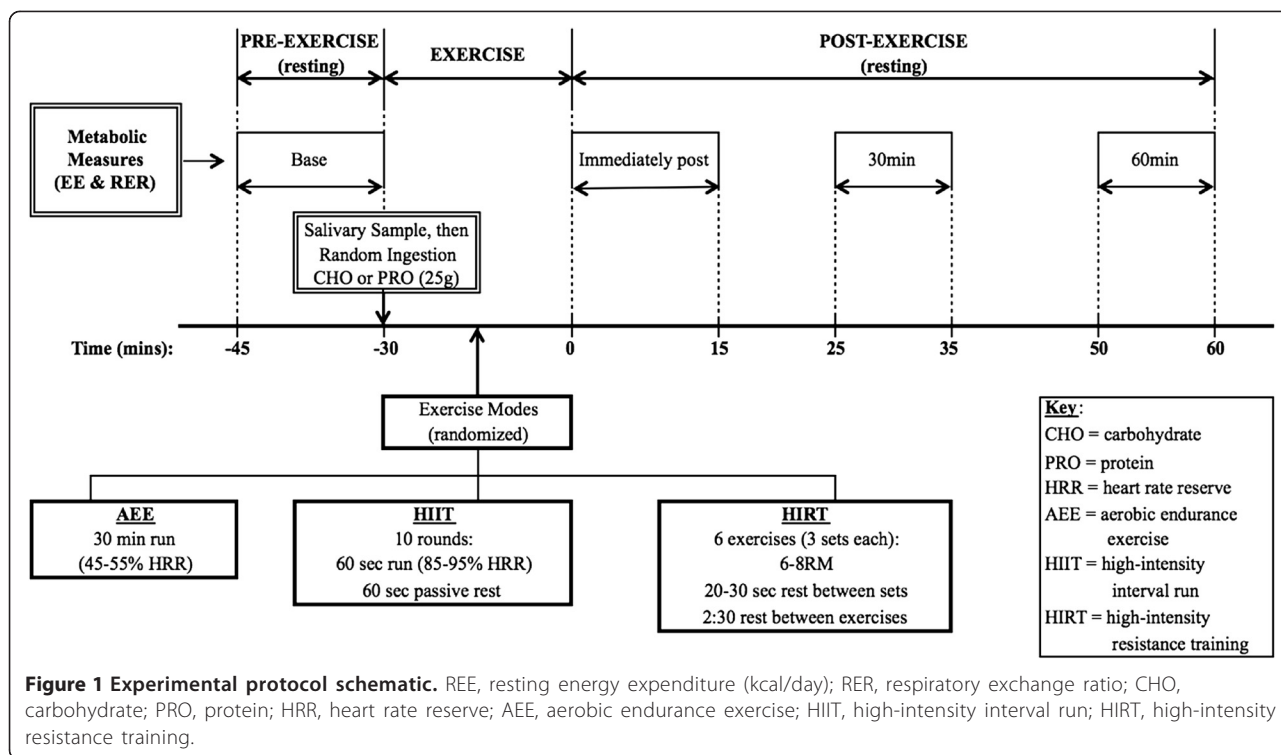 PRE-EXERCISE
(resting)
EXERCISE
POST-EXERCISE
(resting)
Metabolic
Measures
(EE & RER)
Base
Immediately post
30min
60min
Salivary Sample, then
Random Ingestion
CHO or PRO (25g)
Time (mins): -45 -30 0 15 25 35 50 60
Exercise Modes
(randomized)
AEE
30 min run
(45-55% HRR)
HIIT
10 rounds:
60 sec run (85-95% HRR)
60 sec passive rest
HIRT
6 exercises (3 sets each):
6-8RM
20-30 sec rest between sets
2:30 rest between exercises
Key:
CHO = carbohydrate
PRO = protein
HRR = heart rate reserve
AEE = aerobic endurance
exercise
HIIT = high-intensity
interval run
HIRT = high-intensity
resistance training
Figure 1 Experimental protocol schematic. REE, resting energy expenditure (kcal/day); RER, respiratory exchange ratio; CHO,
carbohydrate; PRO, protein; HRR, heart rate reserve; AEE, aerobic endurance exercise; HIIT, high-intensity interval run; HIRT, high-intensity
resistance training.